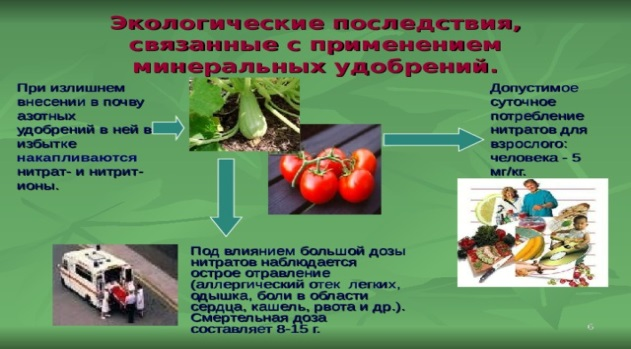 Экологические последствия,
связанные с применением
минеральных удобрений.
При излишнем
внесении в почву
азотных
удобрений в ней в
избытке
накапливаются
нитрат- и нитрит-
ионы.
Допустимое
суточное
потребление
нитратов для
взрослого:
человека - 5
мг/кг.
Под влиянием большой дозы
нитратов наблюдается
острое отравление
(аллергический отек легких,
одышка, боли в области
сердца, кашель, рвота и др.).
Смертельная доза
составляет 8-15 г.
6